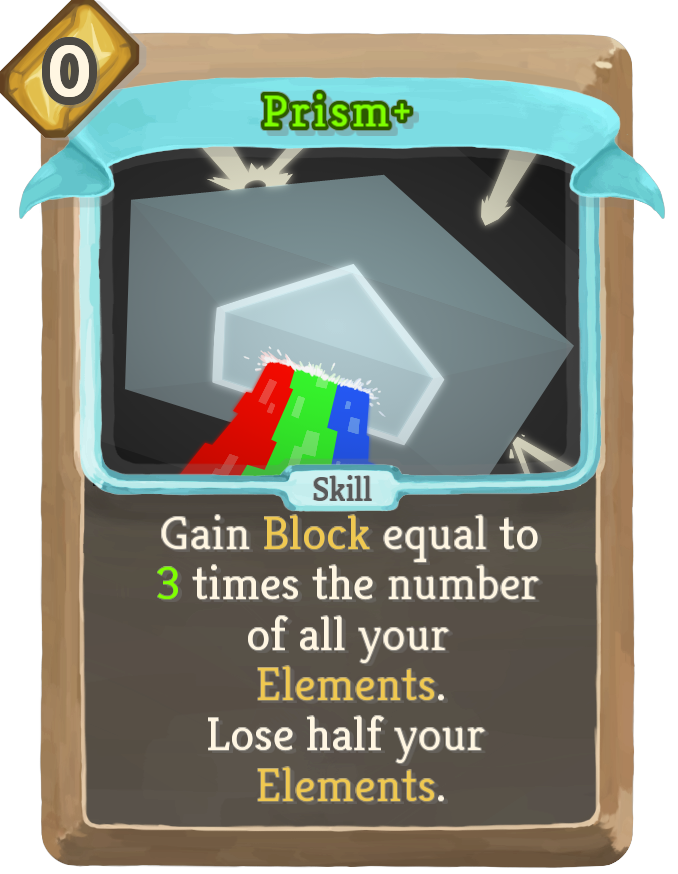 0
Prism+
Skill
Gain Block equal to
3 times the number
of all your
Elements.
Lose half your
Elements.